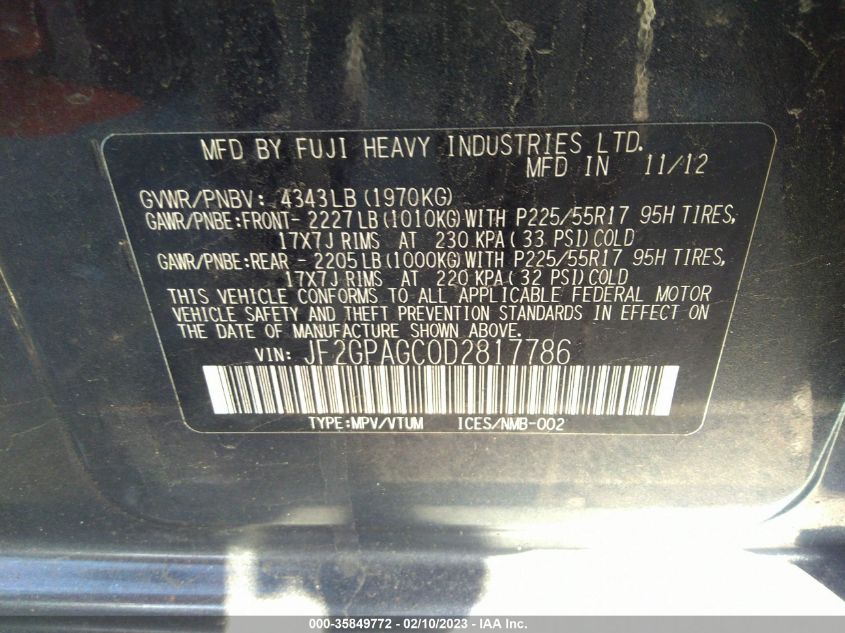 MFD BY FUJI HEAVY INDUSTRIES LTD.
MFD IN 11/12
GVWR/PNBV: 4343LB(1970KG)
GAWR/PNBE:FRONT- 2227LB(1010KG)WITH P225/55R17 95H TIRES,
17X7J RIMS AT 230 KPA(33 PSI)COLD
GAWR/PNBE:REAR - 2205LB(1000KG)WITH P225/55R17 95H TIRES,
17X7J RIMS AT 220 KPA(32 PSI)COLD
THIS VEHICLE CONFORMS TO ALL APPLICABLE FEDERAL MOTOR
VEHICLE SAFETY AND THEFT PREVENTION STANDARDS IN EFFECT ON
THE DATE OF MANUFACTURE SHOWN ABOVE.
VIN: JF2GPAGC0D2817786
TYPE:MPV/VTUM ICES/NMB-002
000-35849772 - 02/10/2023 - IAA Inc.